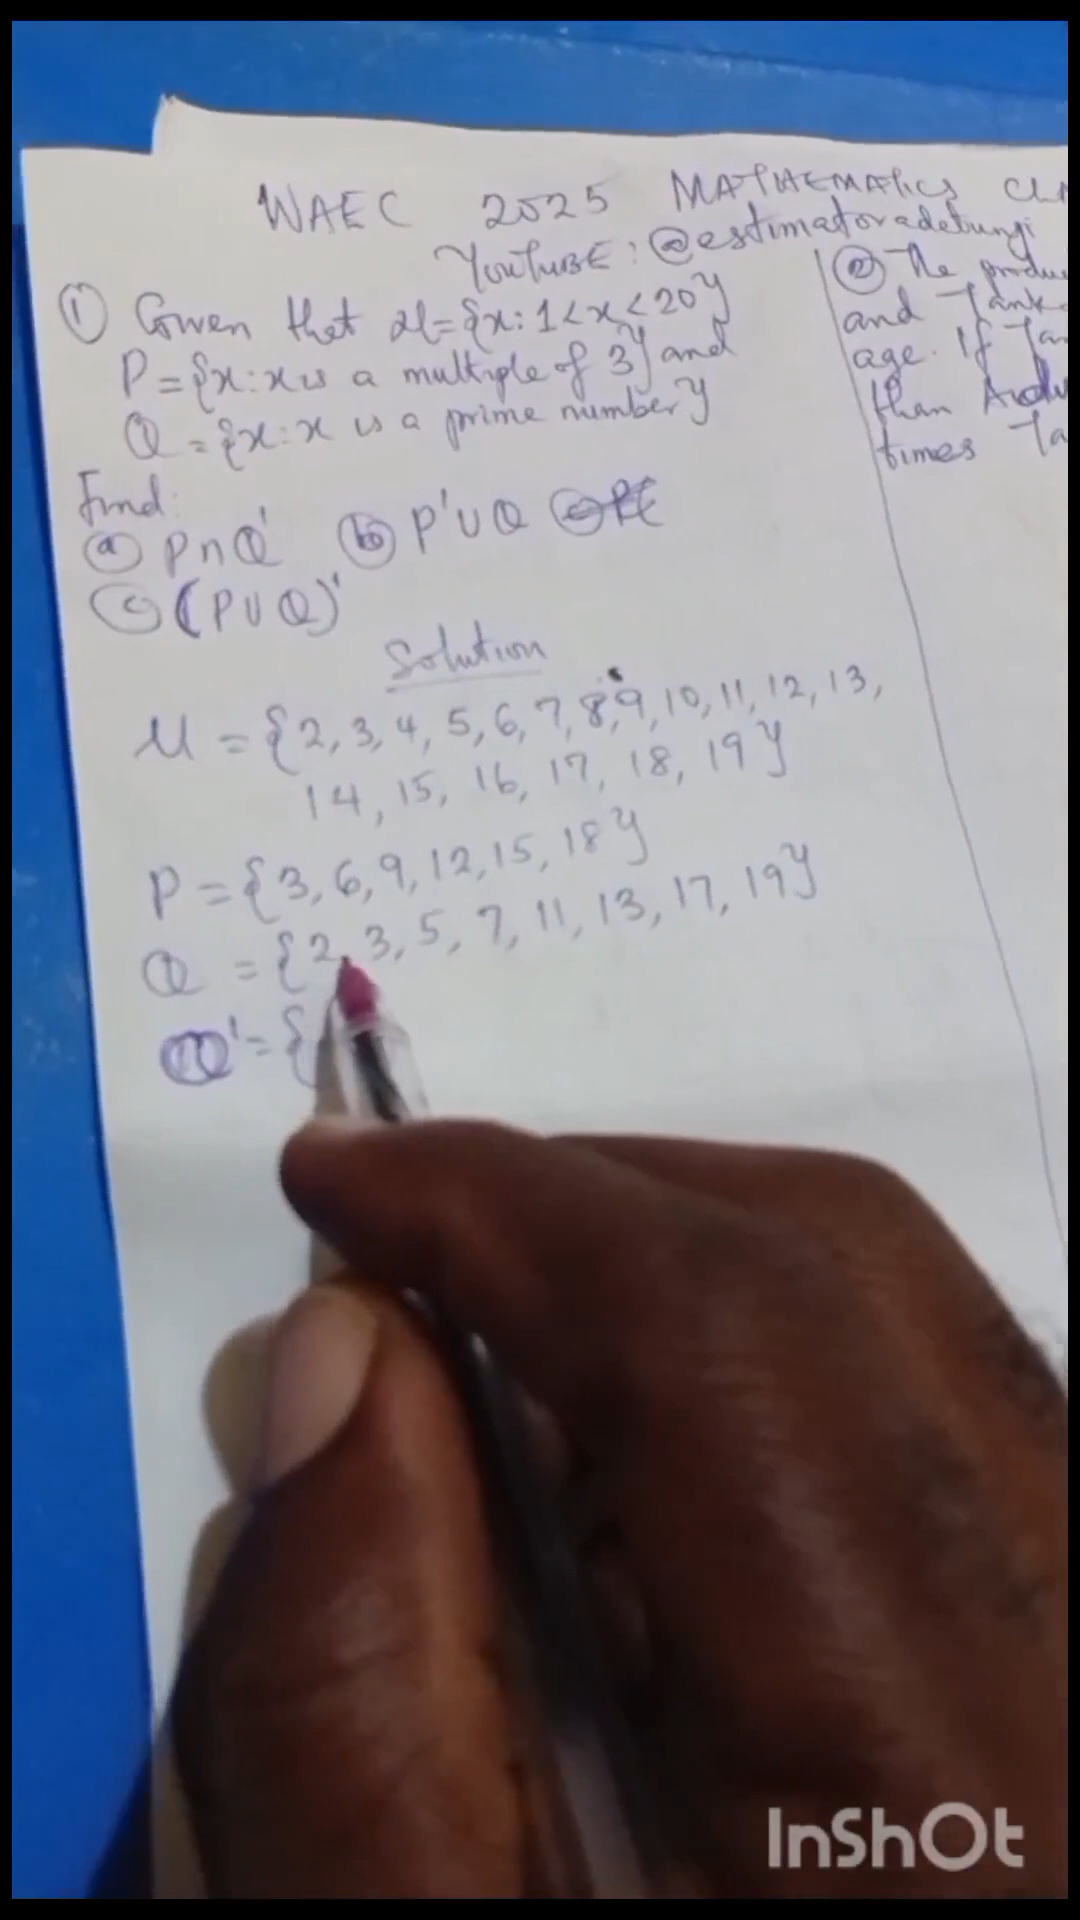 WAEC 2025 MATHEMATICS
YOUTUBE: @estimatoradetunji
① Given that U={x: 1<x<20}
P={x:x is a multiple of 3} and
Q={x:x is a prime number}
Find:
ⓐ P∩Q' ⓑ P'∪Q
ⓒ (P∪Q)'
② The
and
age. If
than
times
Solution
U = {2, 3, 4, 5, 6, 7, 8, 9, 10, 11, 12, 13,
14, 15, 16, 17, 18, 19}
P = {3, 6, 9, 12, 15, 18}
Q = {2, 3, 5, 7, 11, 13, 17, 19}
Q' = {
InShOt